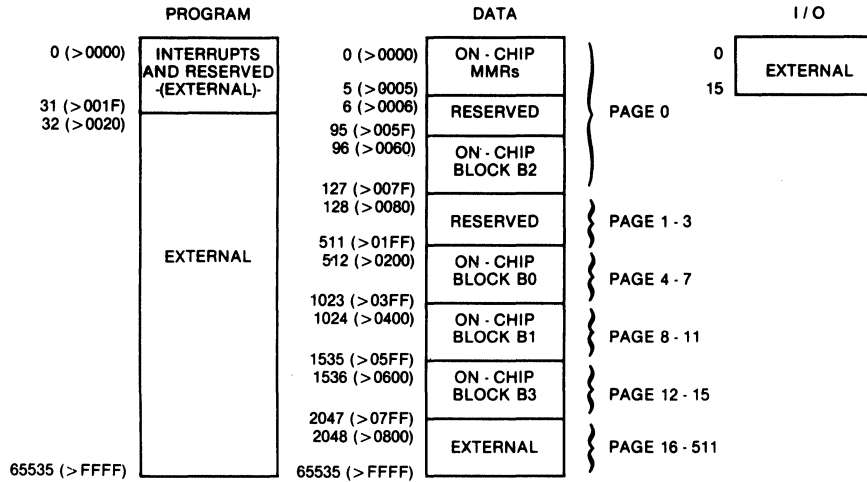 PROGRAM
0 (>0000)
INTERRUPTS
AND RESERVED
-(EXTERNAL)-
31 (>001F)
32 (>0020)
EXTERNAL
65535 (>FFFF)
DATA
0 (>0000)
ON - CHIP
MMRs
5 (>0005)
6 (>0006)
RESERVED
95 (>005F)
96 (>0060)
ON - CHIP
BLOCK B2
127 (>007F)
128 (>0080)
RESERVED
511 (>01FF)
512 (>0200)
ON - CHIP
BLOCK B0
1023 (>03FF)
1024 (>0400)
ON - CHIP
BLOCK B1
1535 (>05FF)
1536 (>0600)
ON - CHIP
BLOCK B3
2047 (>07FF)
2048 (>0800)
EXTERNAL
65535 (>FFFF)
PAGE 0
PAGE 1 - 3
PAGE 4 - 7
PAGE 8 - 11
PAGE 12 - 15
PAGE 16 - 511
I / O
0
EXTERNAL
15